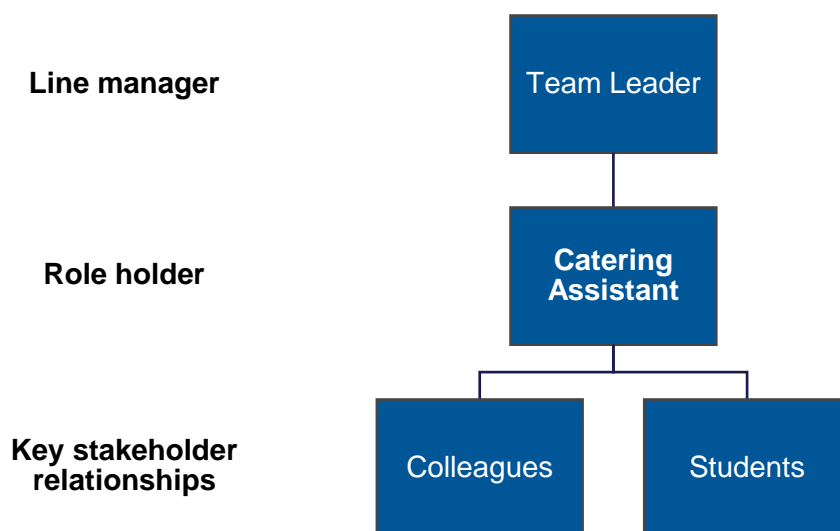 Line manager
Team Leader
Role holder
Catering
Assistant
Key stakeholder
relationships
Colleagues
Students